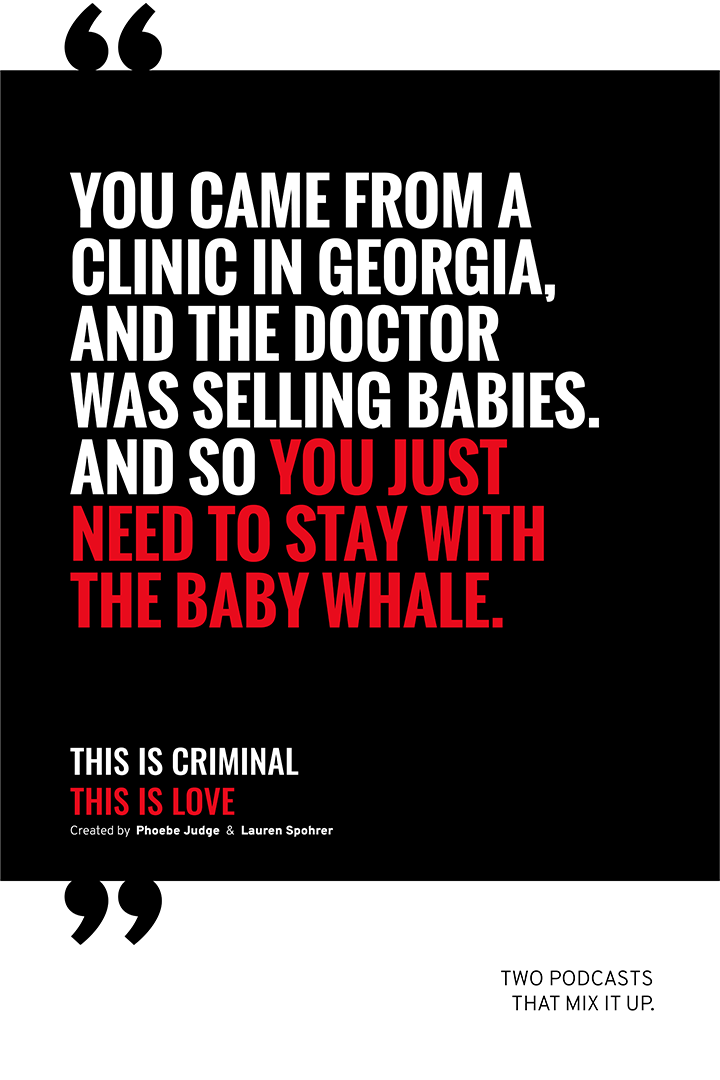 “
YOU CAME FROM A
CLINIC IN GEORGIA,
AND THE DOCTOR
WAS SELLING BABIES.
AND SO YOU JUST
NEED TO STAY WITH
THE BABY WHALE.
THIS IS CRIMINAL
THIS IS LOVE
Created by Phoebe Judge & Lauren Spohrer
”
TWO PODCASTS
THAT MIX IT UP.